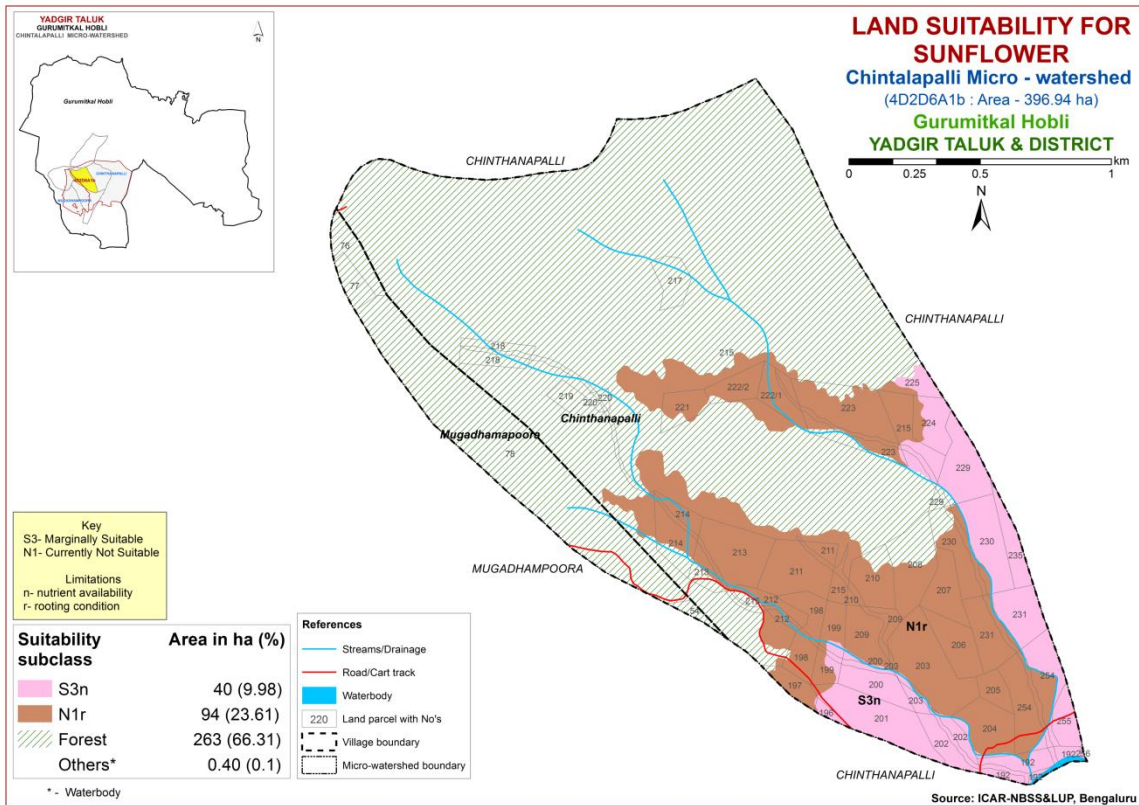 YADGIR TALUK
GURUMITKAL HOBLI
CHINTALAPALLI MICRO-WATERSHED
N
Gurumitkal Hobli
CHINTHANAPALLI
LAND SUITABILITY FOR
SUNFLOWER
Chintalapalli Micro - watershed
(4D2D6A1b : Area - 396.94 ha)
Gurumitkal Hobli
YADGIR TALUK & DISTRICT
km
0 0.25 0.5 1
N
CHINTHANAPALLI
76
77
217
CHINTHANAPALLI
218
218
215
225
219
220
220
222/2
222/1
221
223
224
215
Chinthanapalli
Mugadhamapoora
78
223
229
229
214
214
230
230
235
213
211
211
208
210
207
MUGADHAMPOORA
213
215
210
212
212
198
199
209
209
N1r
231
231
206
198
199
200
203
203
197
200
S3n
201
203
205
254
254
196
204
255
202
202
192
192
CHINTHANAPALLI
Key
S3- Marginally Suitable
N1- Currently Not Suitable
Limitations
n- nutrient availability
r- rooting condition
Suitability
subclass
Area in ha (%)
S3n 40 (9.98)
N1r 94 (23.61)
Forest 263 (66.31)
Others* 0.40 (0.1)
* - Waterbody
References
Streams/Drainage
Road/Cart track
Waterbody
220 Land parcel with No's
Village boundary
Micro-watershed boundary
Source: ICAR-NBSS&LUP, Bengaluru